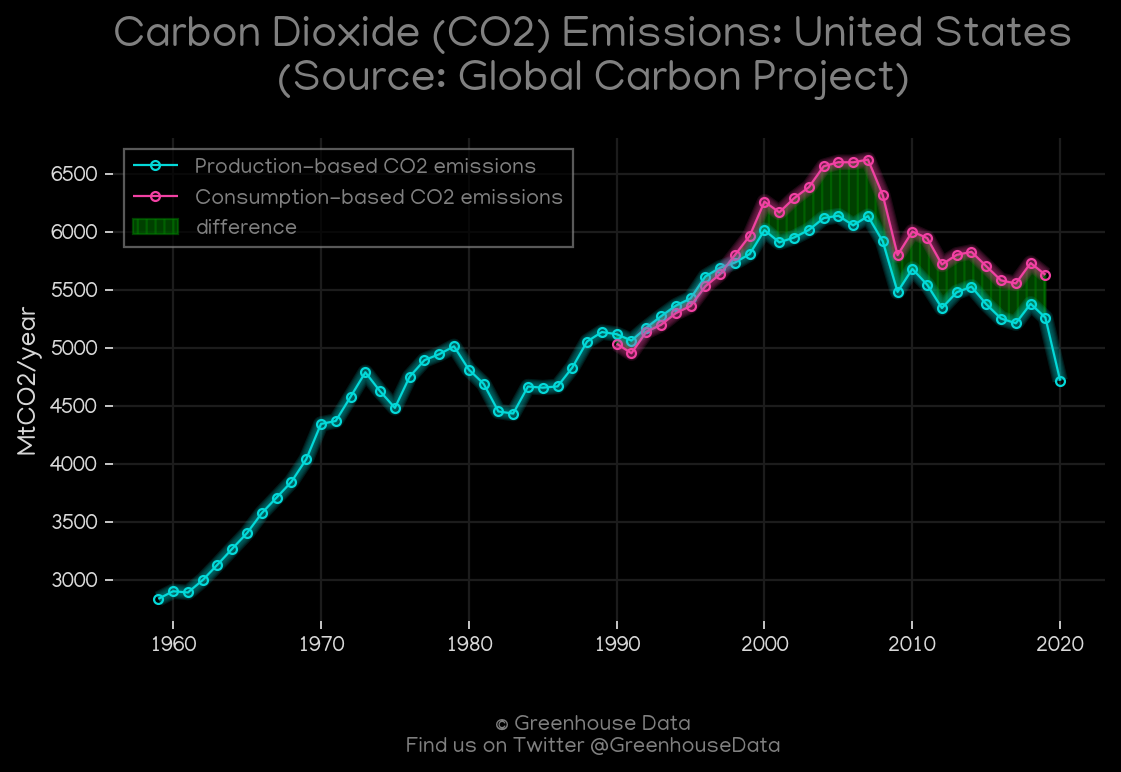 Carbon Dioxide (CO2) Emissions: United States
(Source: Global Carbon Project)
Production-based CO2 emissions
Consumption-based CO2 emissions
difference
MtCO2/year
6500
6000
5500
5000
4500
4000
3500
3000
1960 1970 1980 1990 2000 2010 2020
© Greenhouse Data
Find us on Twitter @GreenhouseData